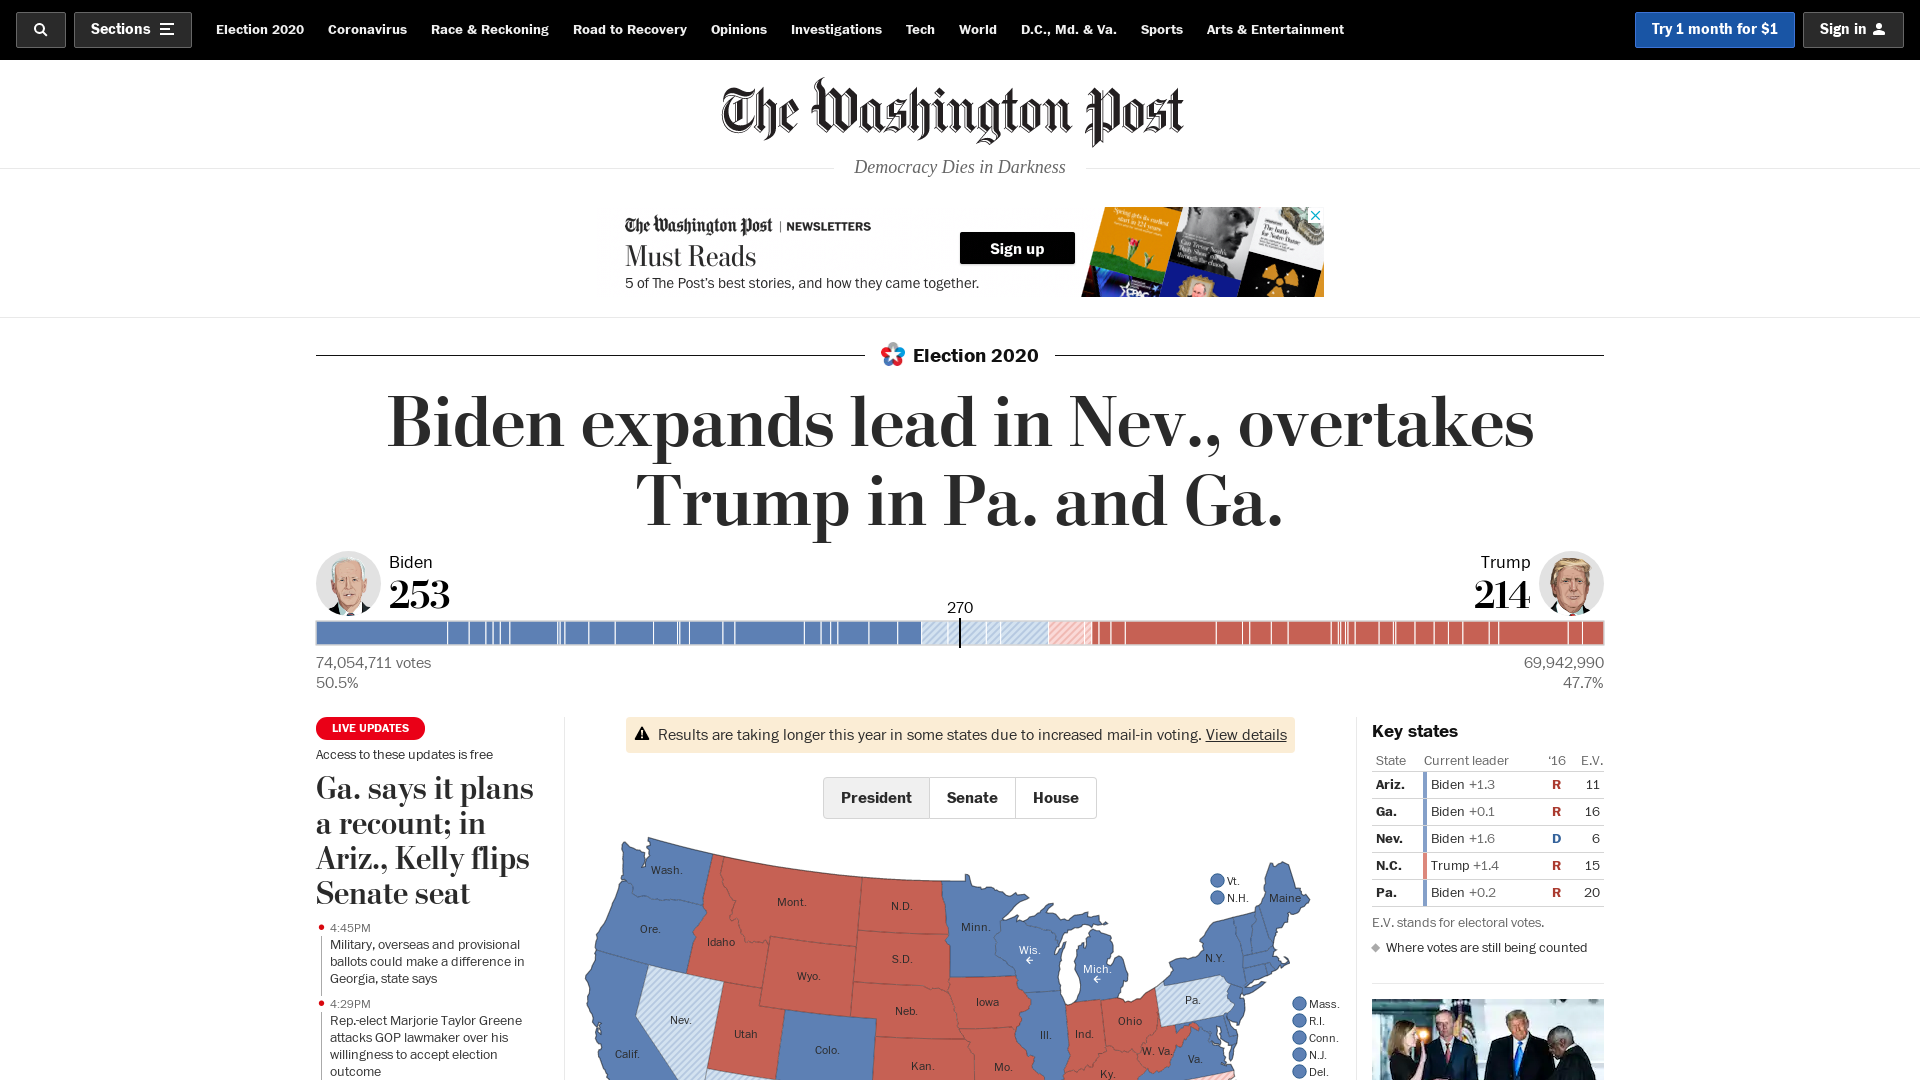 Sections
Election 2020
Coronavirus
Race & Reckoning
Road to Recovery
Opinions
Investigations
Tech
World
D.C., Md. & Va.
Sports
Arts & Entertainment
Try 1 month for $1
Sign in
The Washington Post
Democracy Dies in Darkness
The Washington Post | NEWSLETTERS
Must Reads
5 of The Post's best stories, and how they came together.
Sign up
Election 2020
Biden expands lead in Nev., overtakes
Trump in Pa. and Ga.
Biden
253
Trump
214
270
74,054,711 votes
50.5%
69,942,990
47.7%
LIVE UPDATES
Access to these updates is free
Ga. says it plans
a recount; in
Ariz., Kelly flips
Senate seat
4:45PM
Military, overseas and provisional
ballots could make a difference in
Georgia, state says
4:29PM
Rep.-elect Marjorie Taylor Greene
attacks GOP lawmaker over his
willingness to accept election
outcome
Results are taking longer this year in some states due to increased mail-in voting. View details
President
Senate
House
Wash.
Mont.
N.D.
Minn.
Vt.
N.H.
Maine
Ore.
Idaho
S.D.
Wis.
Mich.
N.Y.
Wyo.
Neb.
Iowa
Pa.
Mass.
Nev.
Utah
Ill.
Ind.
Ohio
R.I.
Calif.
Colo.
Kan.
Mo.
W. Va.
Va.
Conn.
N.J.
Ky.
Del.
Key states
State Current leader ‘16 E.V.
Ariz. Biden +1.3 R 11
Ga. Biden +0.1 R 16
Nev. Biden +1.6 D 6
N.C. Trump +1.4 R 15
Pa. Biden +0.2 R 20
E.V. stands for electoral votes.
Where votes are still being counted